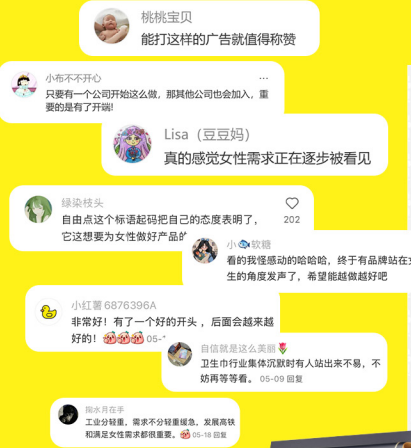 桃桃宝贝
能打这样的广告就值得称赞
小布不不开心
...
只要有一个公司开始这么做，那其他公司也会加入，重
要的是有了开端!
Lisa（豆豆妈）
真的感觉女性需求正在逐步被看见
绿染枝头
自由点这个标语起码把自己的态度表明了，
它这想要为女性做好产品的
202
小🐟软糖
看的我怪感动的哈哈哈，终于有品牌站在女
生的角度发声了，希望能越做越好吧
小红薯6876396A
非常好！有了一个好的开头，后面会越来越
好的！ 05-
自信就是这么美丽🌷
卫生巾行业集体沉默时有人站出来不易，不
妨再等等看。 05-09 回复
掬水月在手
工业分轻重，需求不分轻重缓急，发展高铁
和满足女性需求都很重要。 05-18 回复